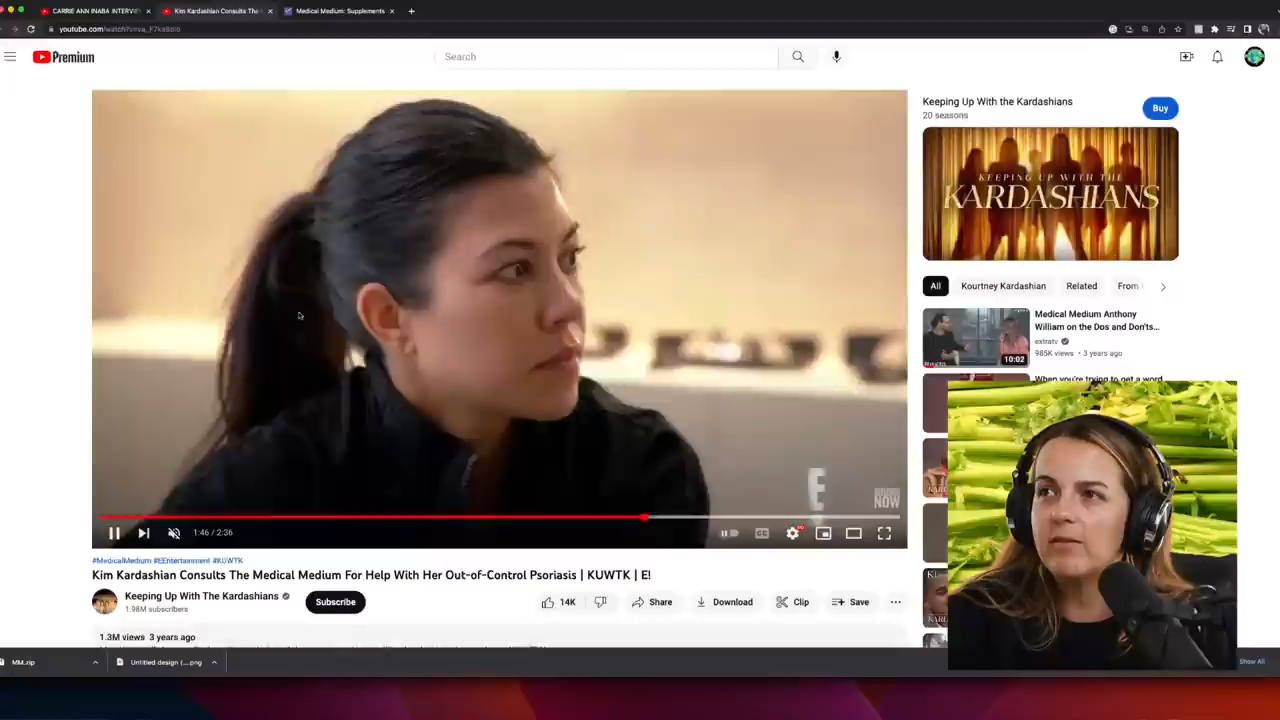 CARRIE ANN INABA INTERVIEW
Kim Kardashian Consults The
Medical Medium: Supplements
Premium
Search
Keeping Up With the Kardashians
20 seasons
Buy
KEEPING UP WITH THE
KARDASHIANS
All
Kourtney Kardashian
Related
From
Medical Medium Anthony
William on the Dos and Don'ts...
extratv
985K views • 3 years ago
10:02
When you're trying to get a word
E
NOW
1:46 / 2:36
#MedicalMedium #EEntertainment #KUWTK
Kim Kardashian Consults The Medical Medium For Help With Her Out-of-Control Psoriasis | KUWTK | E!
Keeping Up With The Kardashians
1.98M subscribers
Subscribe
14K
Share
Download
Clip
Save
1.3M views 3 years ago
MM.zip
Untitled design (....png
Show All